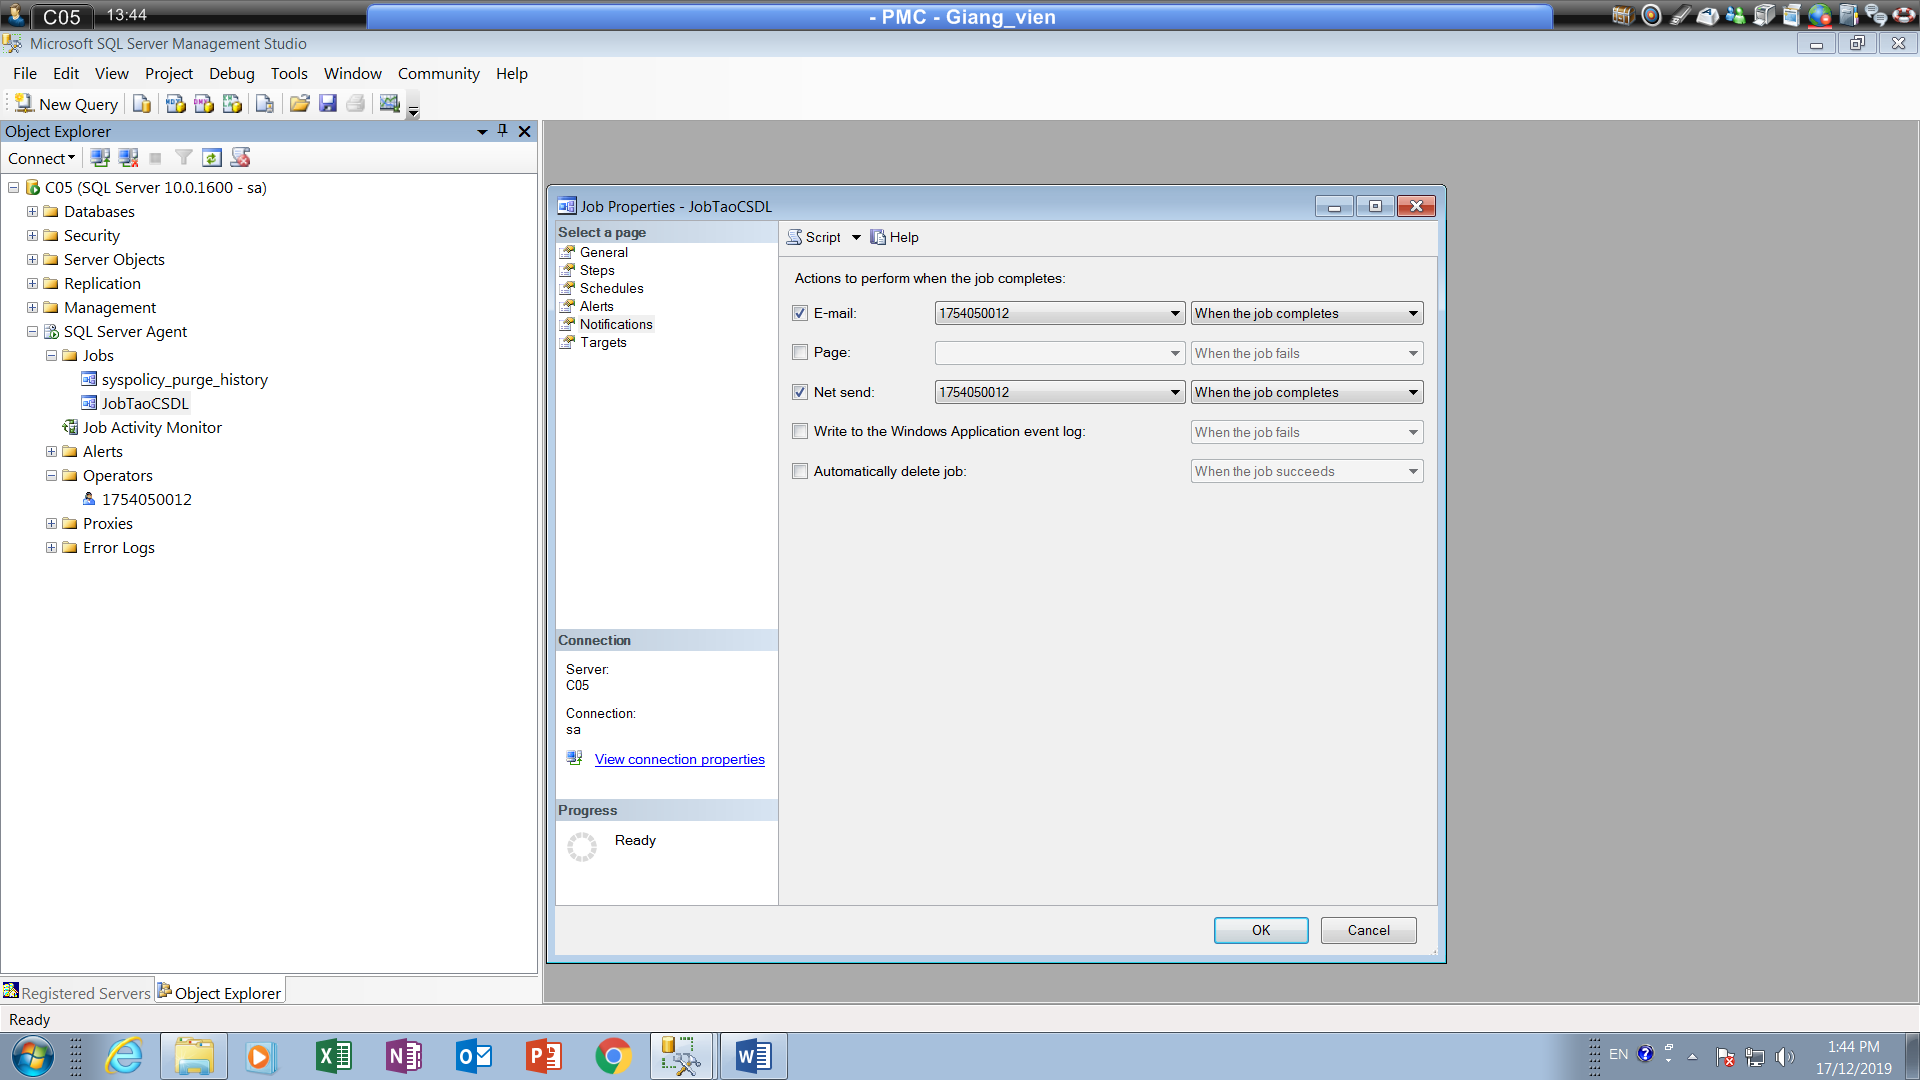 C05
13:44
- PMC - Giang_vien
Microsoft SQL Server Management Studio
File Edit View Project Debug Tools Window Community Help
New Query
Object Explorer
Connect
C05 (SQL Server 10.0.1600 - sa)
Databases
Security
Server Objects
Replication
Management
SQL Server Agent
Jobs
syspolicy_purge_history
JobTaoCSDL
Job Activity Monitor
Alerts
Operators
1754050012
Proxies
Error Logs
Registered Servers
Object Explorer
Ready
Job Properties - JobTaoCSDL
Select a page
General
Steps
Schedules
Alerts
Notifications
Targets
Connection
Server:
C05
Connection:
sa
View connection properties
Progress
Ready
Script Help
Actions to perform when the job completes:
E-mail: 1754050012 When the job completes
Page: When the job fails
Net send: 1754050012 When the job completes
Write to the Windows Application event log: When the job fails
Automatically delete job: When the job succeeds
OK Cancel
EN
1:44 PM
17/12/2019